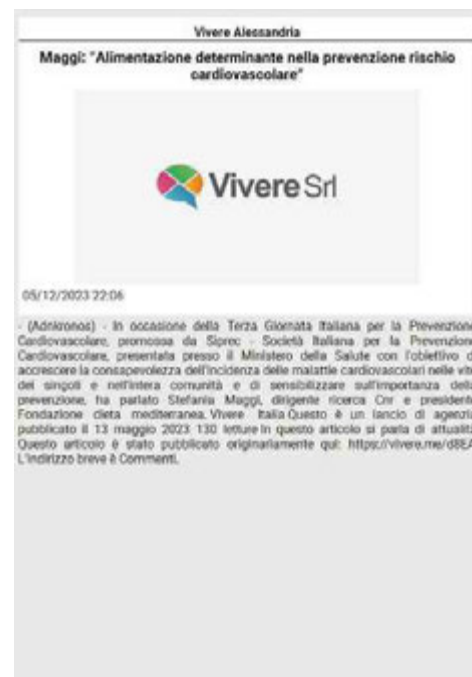 Vivere Alessandria
Maggi: "Alimentazione determinante nella prevenzione rischio
cardiovascolare"
Vivere Srl
05/12/2023 22:06
- (Adnkronos) - In occasione della Terza Giornata Italiana per la Prevenzione
Cardiovascolare, promossa da Siprec - Società Italiana per la Prevenzione
Cardiovascolare, presentata presso il Ministero della Salute con l'obiettivo d
accrescere la consapevolezza dell'incidenza delle malattie cardiovascolari nelle vite
dei singoli e nell'intera comunità e di sensibilizzare sull'importanza dell
prevenzione, ha parlato Stefania Maggi, dirigente ricerca Cnr e presidente
Fondazione dieta mediterranea. Vivere Italia Questo è un lancio di agenzia
pubblicato il 13 maggio 2023 130 letture In questo articolo si parla di attualità
Questo articolo è stato pubblicato originariamente qui: https://vivere.me/d8EA
L'indirizzo breve è Commenti.